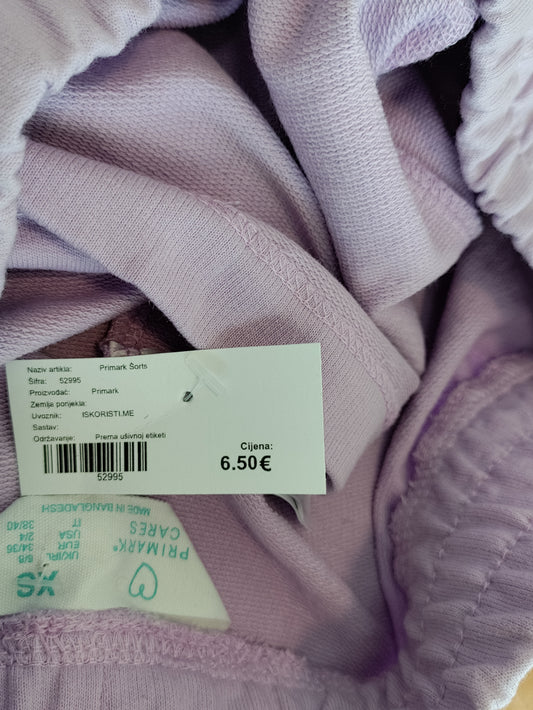 Naziv artikla: Primark Šorts
Šifra: 52995
Proizvođač: Primark
Zemlja porijekla:
Uvoznik: ISKORISTI.ME
Sastav:
Održavanje: Prema ušivnoj etiketi
52995
Cijena:
6.50€
PRIMARK®
CARES
MADE IN BANGLADESH
XS
UK/IRL 6/8
EUR 34/36
USA 2/4
IT 38/40